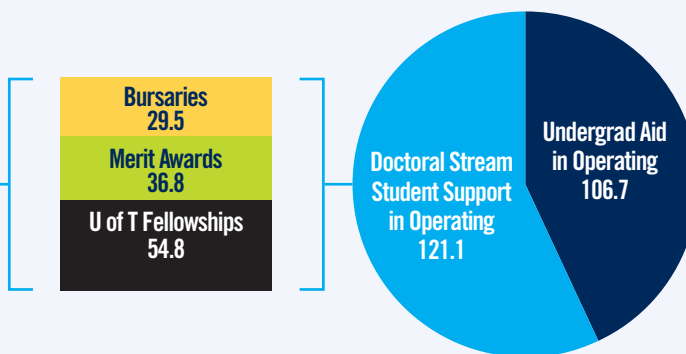 Bursaries
29.5
Merit Awards
36.8
U of T Fellowships
54.8
Doctoral Stream
Student Support
in Operating
121.1
Undergrad Aid
in Operating
106.7